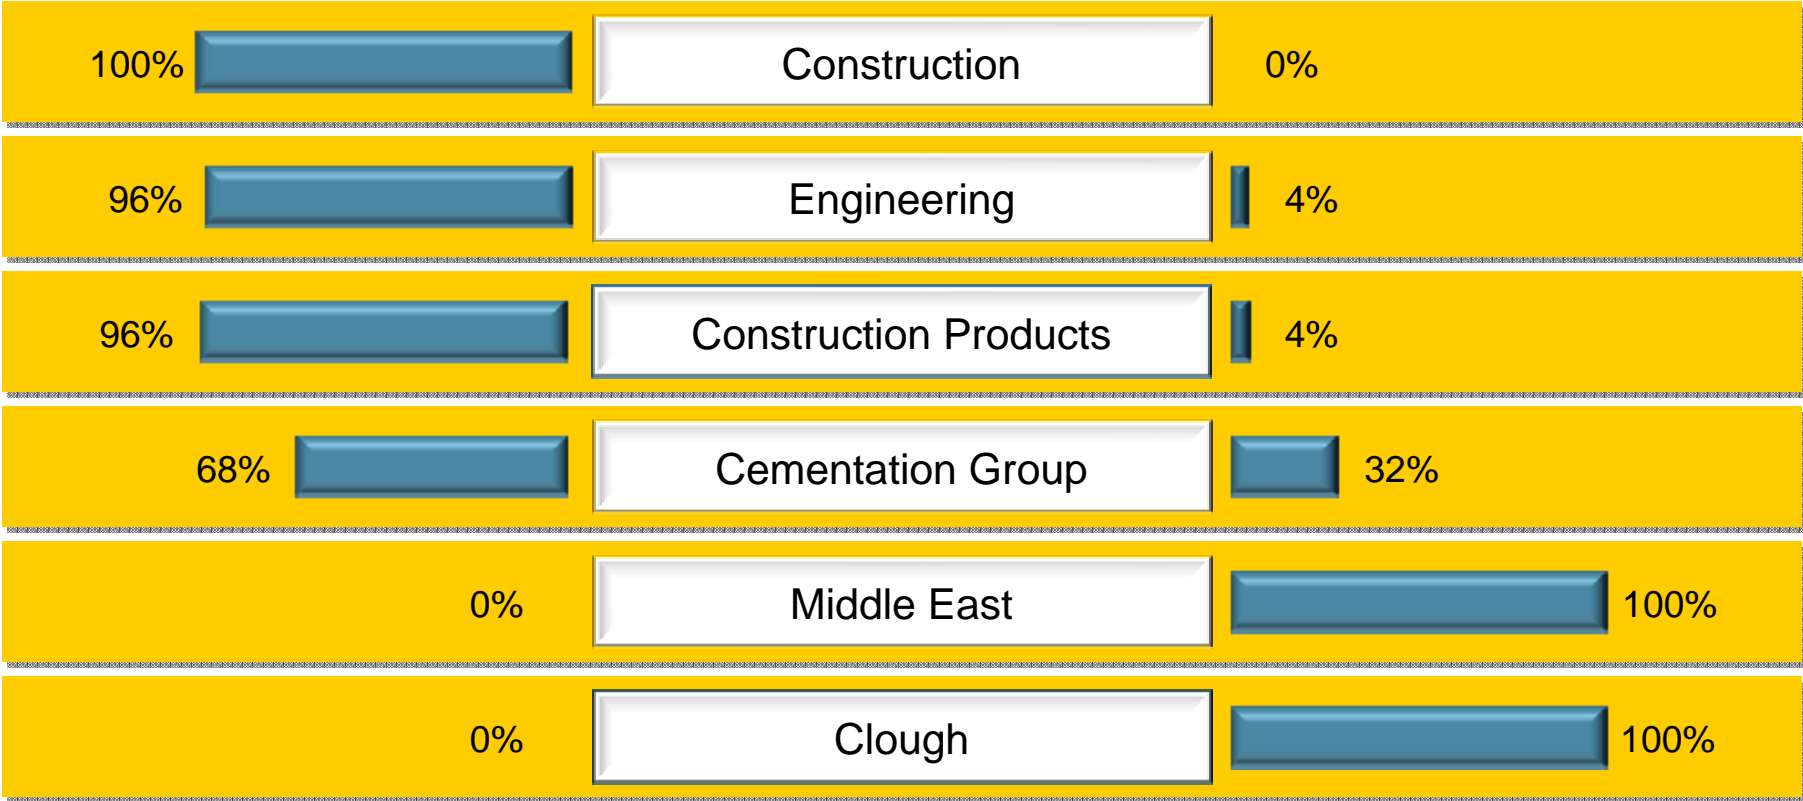 100% Construction 0%
96% Engineering 4%
96% Construction Products 4%
68% Cementation Group 32%
0% Middle East 100%
0% Clough 100%